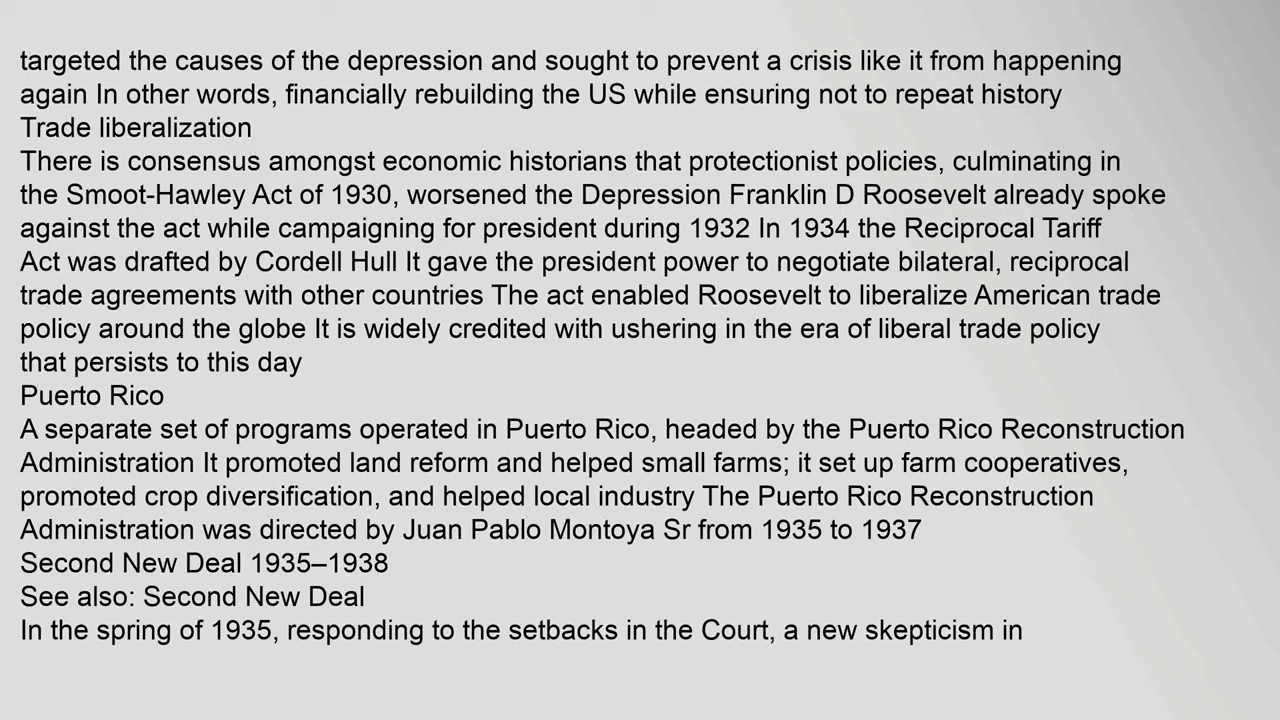 targeted the causes of the depression and sought to prevent a crisis like it from happening
again In other words, financially rebuilding the US while ensuring not to repeat history
Trade liberalization
There is consensus amongst economic historians that protectionist policies, culminating in
the Smoot-Hawley Act of 1930, worsened the Depression Franklin D Roosevelt already spoke
against the act while campaigning for president during 1932 In 1934 the Reciprocal Tariff
Act was drafted by Cordell Hull It gave the president power to negotiate bilateral, reciprocal
trade agreements with other countries The act enabled Roosevelt to liberalize American trade
policy around the globe It is widely credited with ushering in the era of liberal trade policy
that persists to this day
Puerto Rico
A separate set of programs operated in Puerto Rico, headed by the Puerto Rico Reconstruction
Administration It promoted land reform and helped small farms; it set up farm cooperatives,
promoted crop diversification, and helped local industry The Puerto Rico Reconstruction
Administration was directed by Juan Pablo Montoya Sr from 1935 to 1937
Second New Deal 1935–1938
See also: Second New Deal
In the spring of 1935, responding to the setbacks in the Court, a new skepticism in